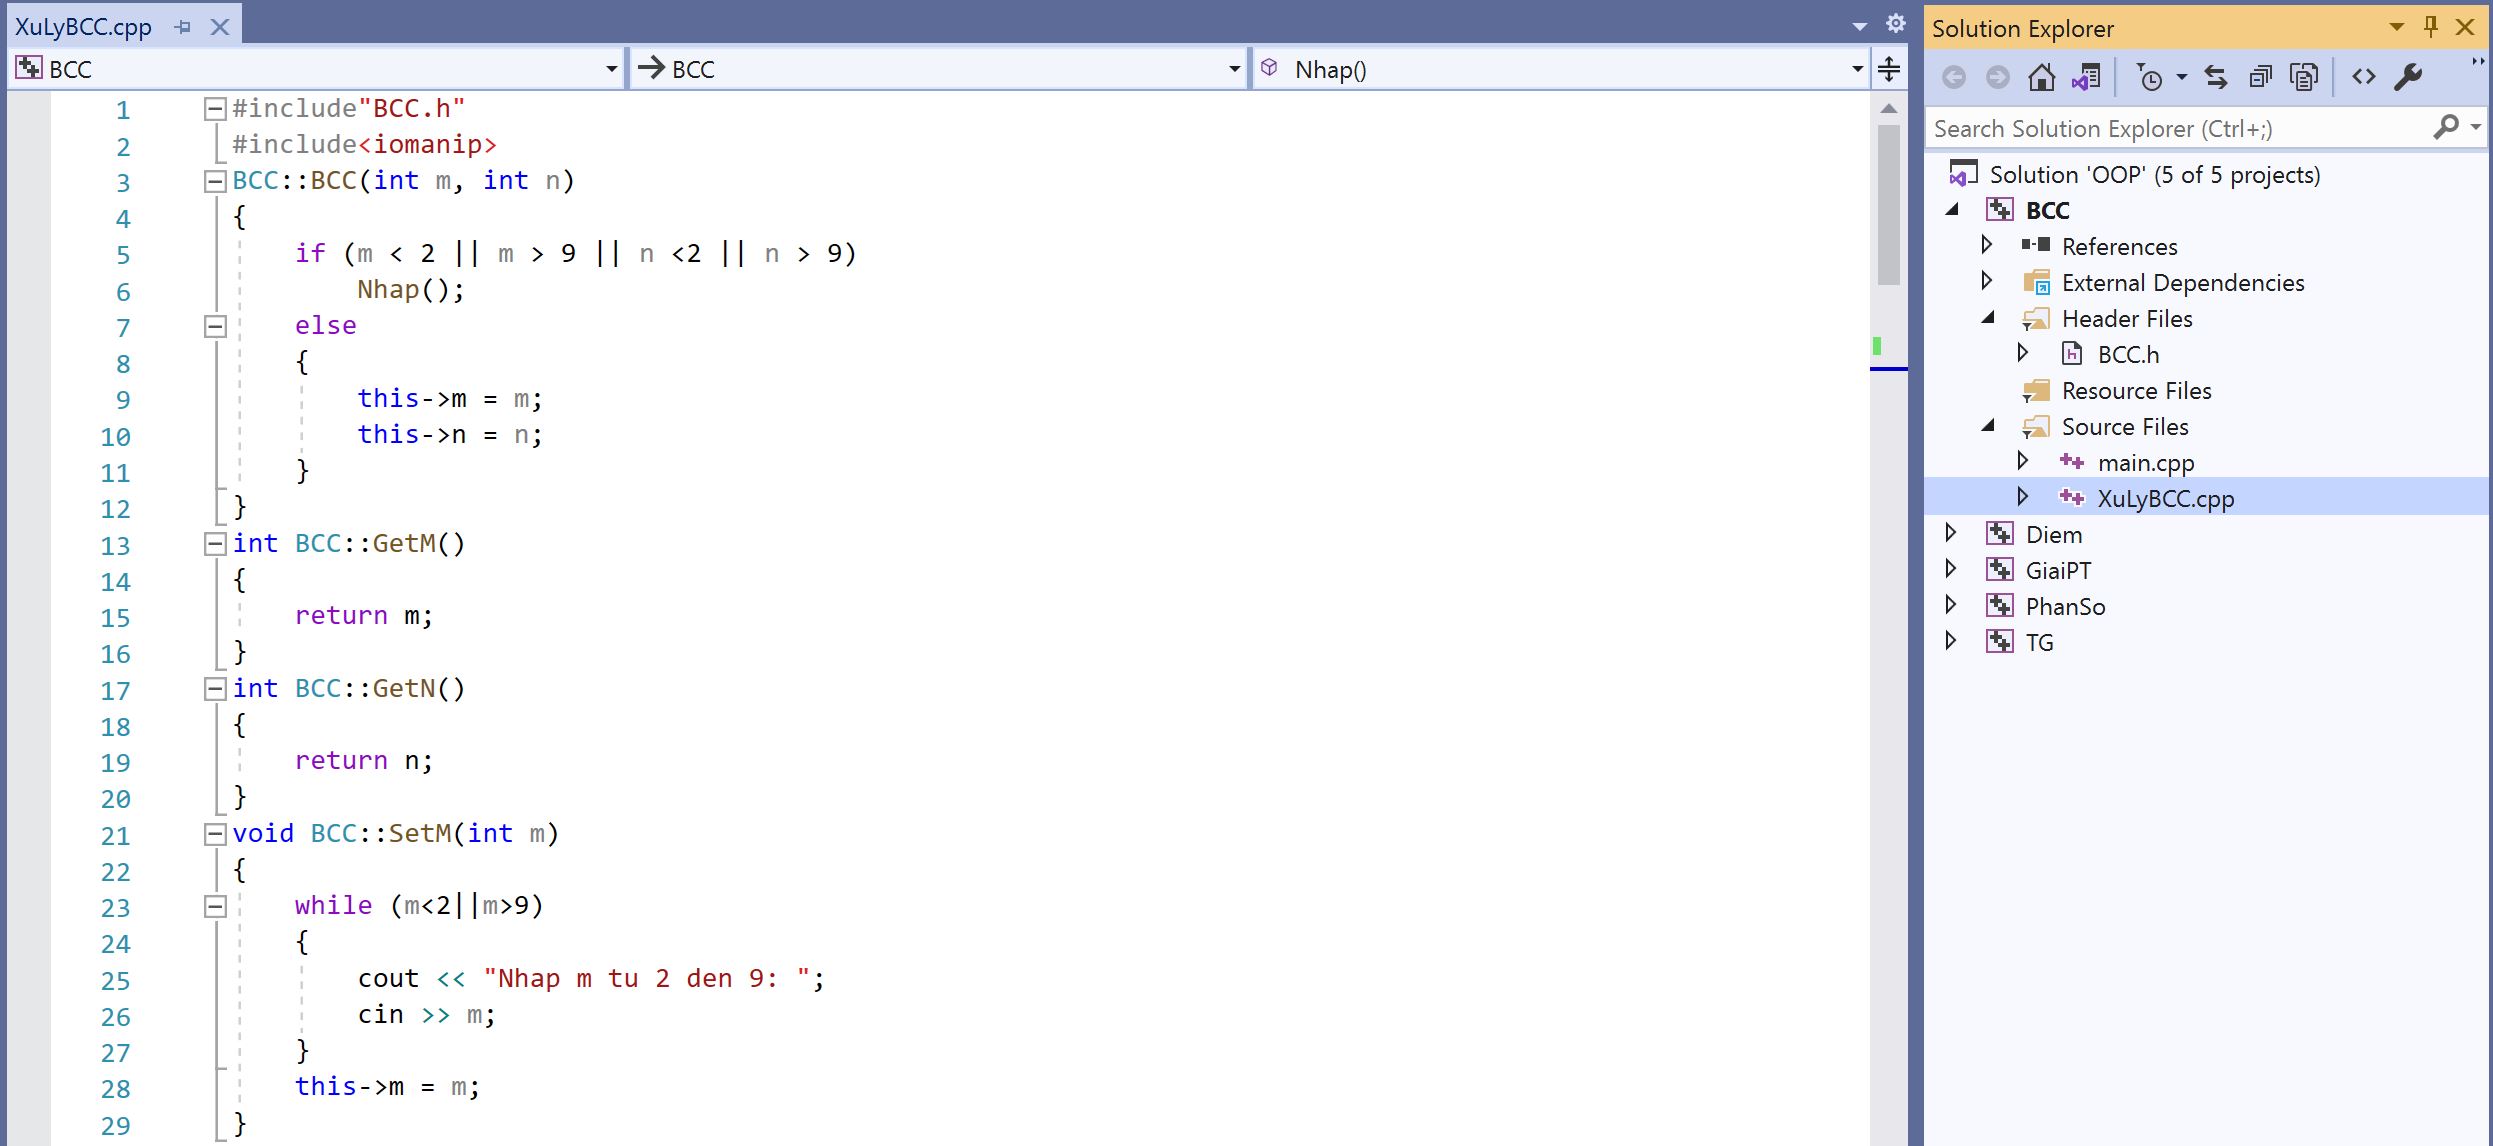 XuLyBCC.cpp
BCC
BCC
Nhap()
1 #include"BCC.h"
2 #include<iomanip>
3 BCC::BCC(int m, int n)
4 {
5     if (m < 2 || m > 9 || n <2 || n > 9)
6         Nhap();
7     else
8     {
9         this->m = m;
10         this->n = n;
11     }
12 }
13 int BCC::GetM()
14 {
15     return m;
16 }
17 int BCC::GetN()
18 {
19     return n;
20 }
21 void BCC::SetM(int m)
22 {
23     while (m<2||m>9)
24     {
25         cout << "Nhap m tu 2 den 9: ";
26         cin >> m;
27     }
28     this->m = m;
29 }
Solution Explorer
Search Solution Explorer (Ctrl+;)
Solution 'OOP' (5 of 5 projects)
BCC
References
External Dependencies
Header Files
BCC.h
Resource Files
Source Files
main.cpp
XuLyBCC.cpp
Diem
GiaiPT
PhanSo
TG